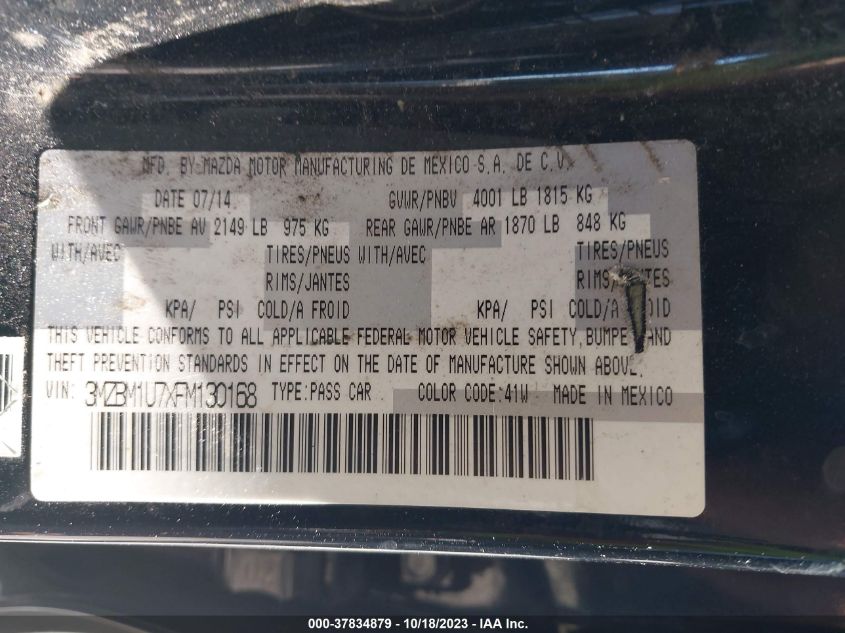 MFD. BY MAZDA MOTOR MANUFACTURING DE MEXICO S.A. DE C.V.
DATE 07/14 GVWR/PNBV 4001 LB 1815 KG
FRONT GAWR/PNBE AV 2149 LB 975 KG REAR GAWR/PNBE AR 1870 LB 848 KG
WITH/AVEC TIRES/PNEUS WITH/AVEC TIRES/PNEUS
RIMS/JANTES RIMS/JANTES
KPA/ PSI COLD/A FROID KPA/ PSI COLD/A FROID
THIS VEHICLE CONFORMS TO ALL APPLICABLE FEDERAL MOTOR VEHICLE SAFETY, BUMPER AND
THEFT PREVENTION STANDARDS IN EFFECT ON THE DATE OF MANUFACTURE SHOWN ABOVE.
VIN: 3MZBM1U7XFM130168 TYPE:PASS CAR COLOR CODE:41W MADE IN MEXICO
000-37834879 - 10/18/2023 - IAA Inc.